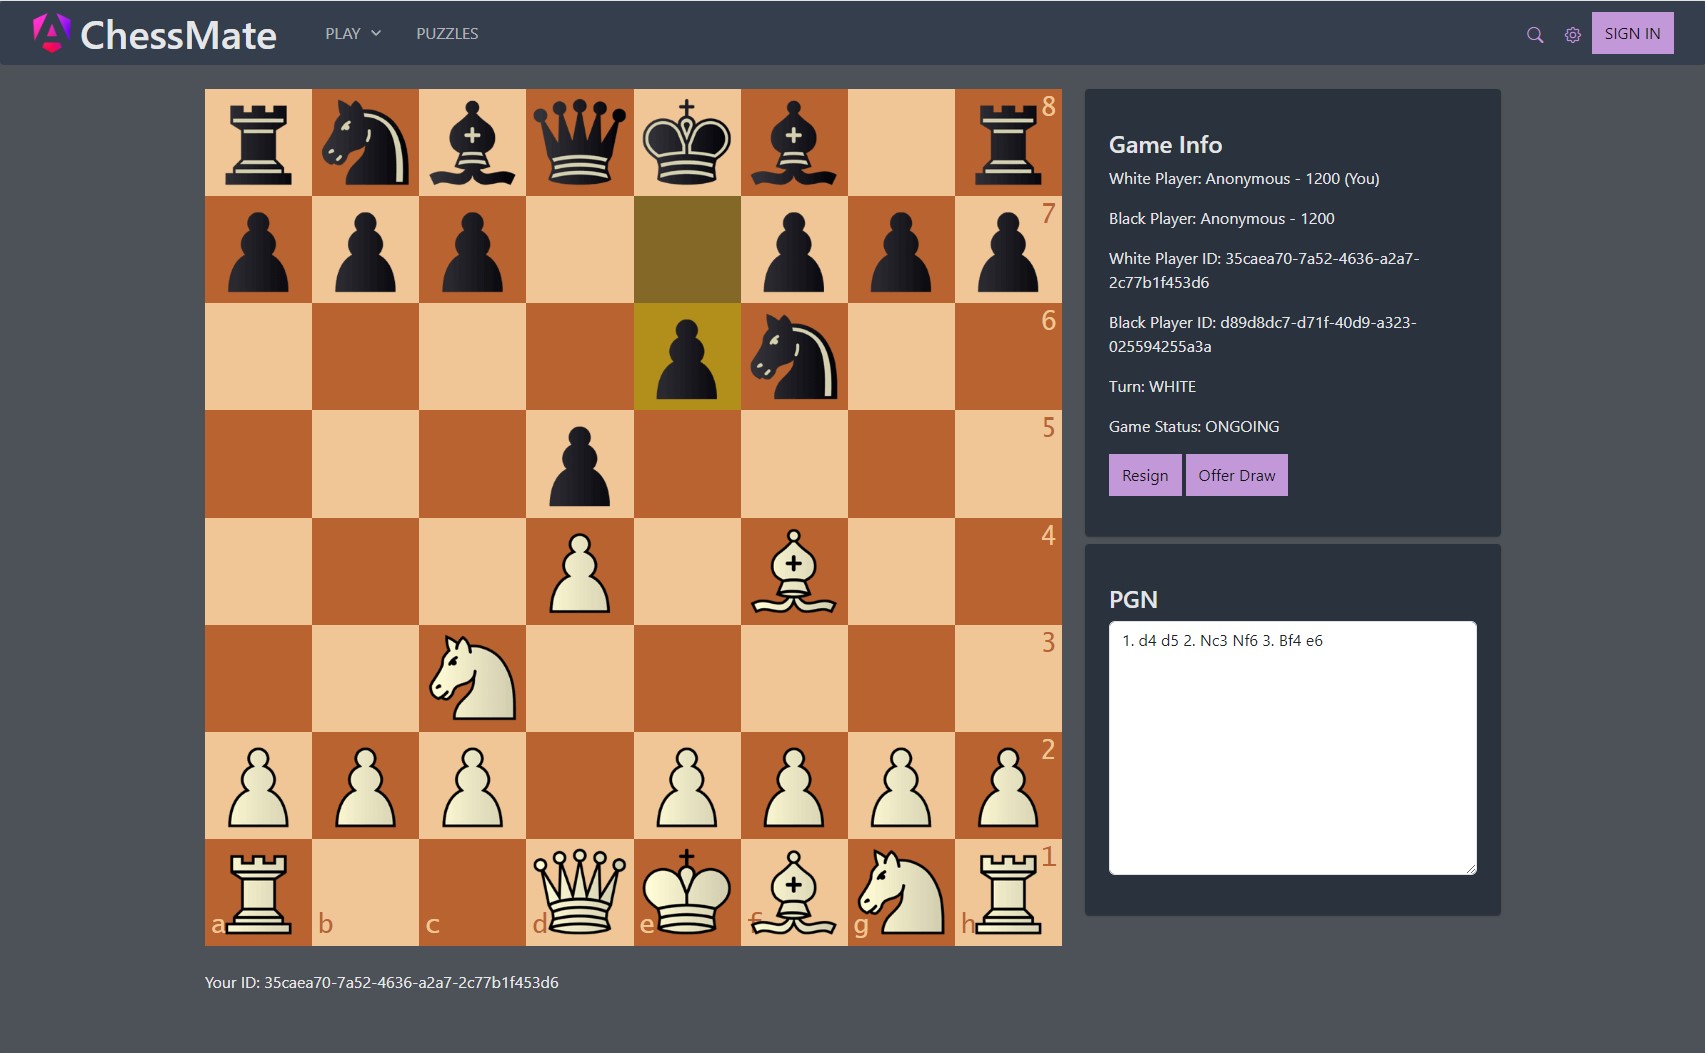 ChessMate
PLAY
PUZZLES
SIGN IN
8
7
6
5
4
3
2
1
a b c d e f g h
Your ID: 35caea70-7a52-4636-a2a7-2c77b1f453d6
Game Info
White Player: Anonymous - 1200 (You)
Black Player: Anonymous - 1200
White Player ID: 35caea70-7a52-4636-a2a7-
2c77b1f453d6
Black Player ID: d89d8dc7-d71f-40d9-a323-
025594255a3a
Turn: WHITE
Game Status: ONGOING
Resign
Offer Draw
PGN
1. d4 d5 2. Nc3 Nf6 3. Bf4 e6